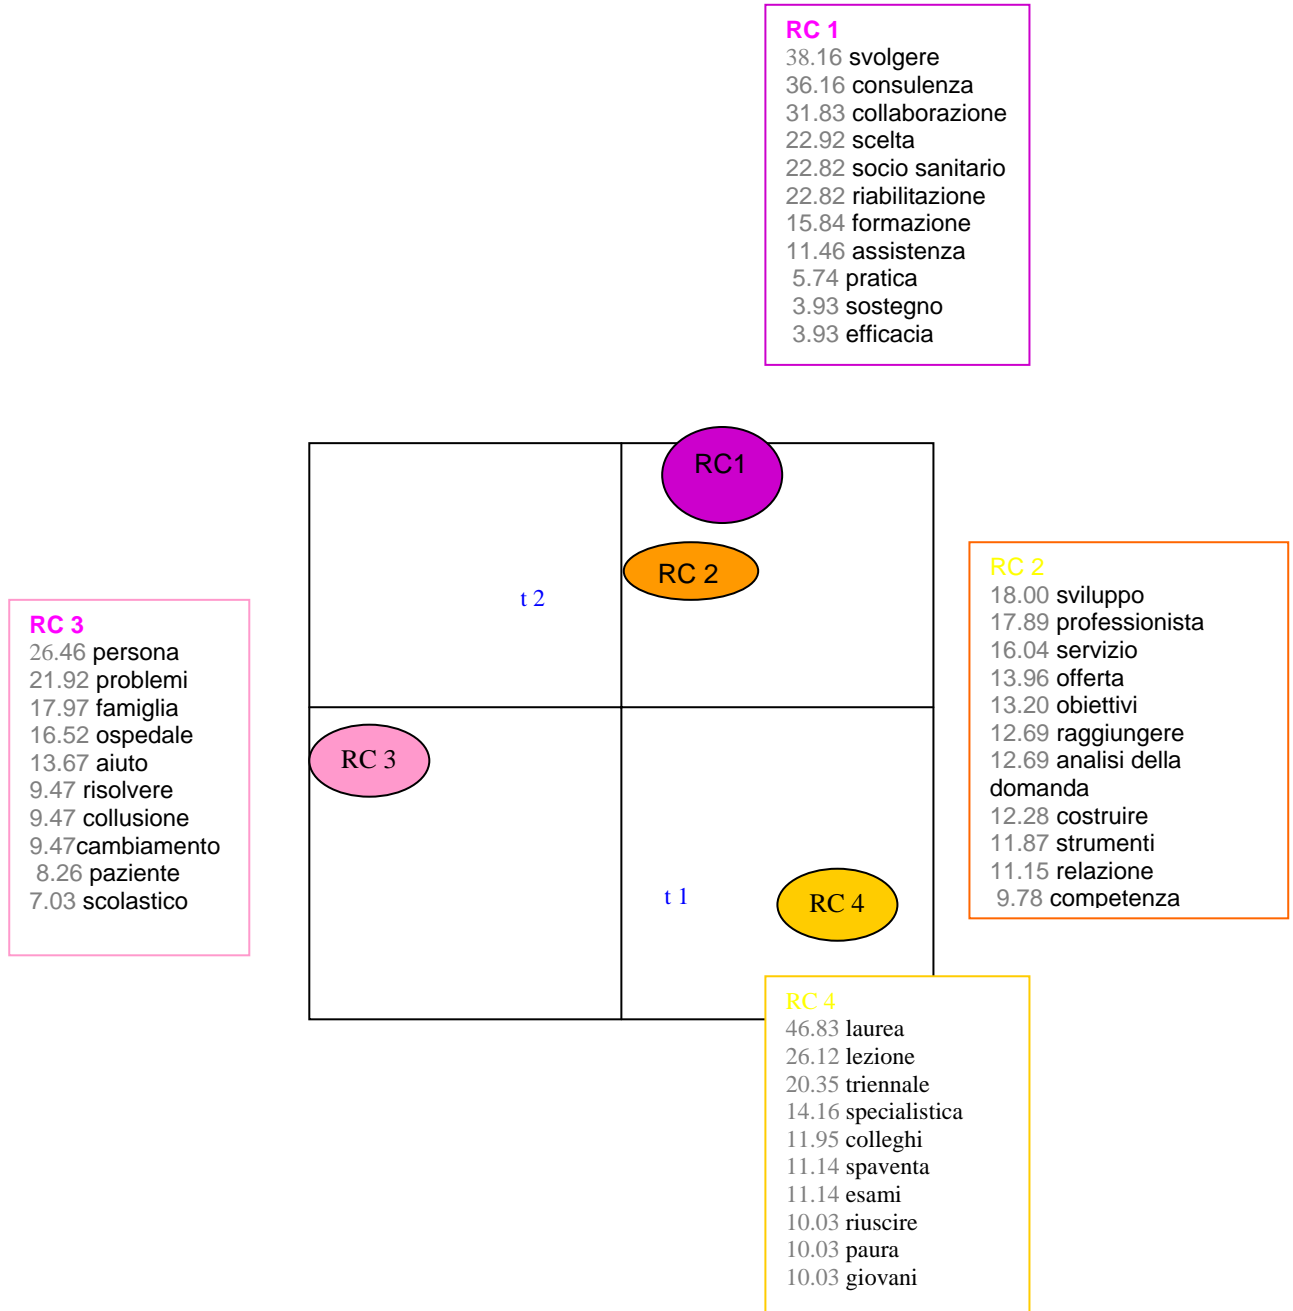 RC 1
38.16 svolgere
36.16 consulenza
31.83 collaborazione
22.92 scelta
22.82 socio sanitario
22.82 riabilitazione
15.84 formazione
11.46 assistenza
5.74 pratica
3.93 sostegno
3.93 efficacia
RC1
RC 2
t 2
RC 3
t 1
RC 4
RC 3
26.46 persona
21.92 problemi
17.97 famiglia
16.52 ospedale
13.67 aiuto
9.47 risolvere
9.47 collusione
9.47cambiamento
8.26 paziente
7.03 scolastico
RC 2
18.00 sviluppo
17.89 professionista
16.04 servizio
13.96 offerta
13.20 obiettivi
12.69 raggiungere
12.69 analisi della
domanda
12.28 costruire
11.87 strumenti
11.15 relazione
9.78 competenza
RC 4
46.83 laurea
26.12 lezione
20.35 triennale
14.16 specialistica
11.95 colleghi
11.14 spaventa
11.14 esami
10.03 riuscire
10.03 paura
10.03 giovani